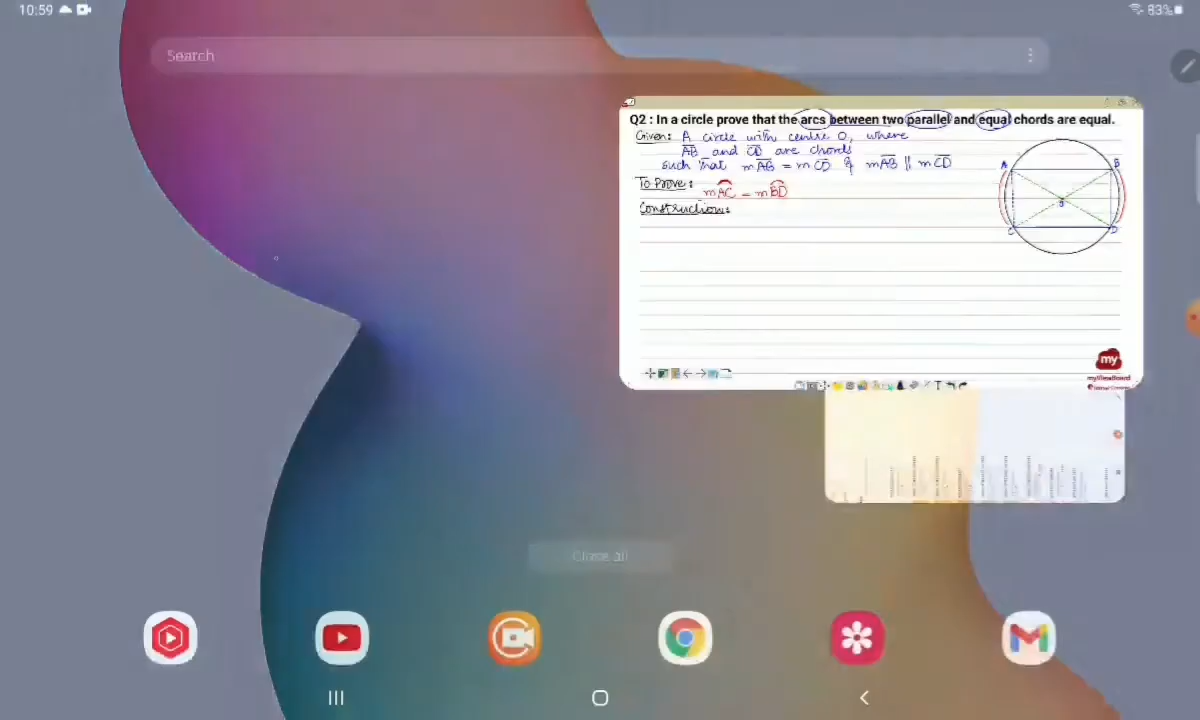 10:59
83%
Search
Q2 : In a circle prove that the arcs between two parallel and equal chords are equal.
Given: A circle with centre O, where
AB and CD are chords
such that mAB = mCD & mAB || mCD
To Prove: mAC = mBD
Construction:
A B
O
C D
my
myViewBoard
Close all